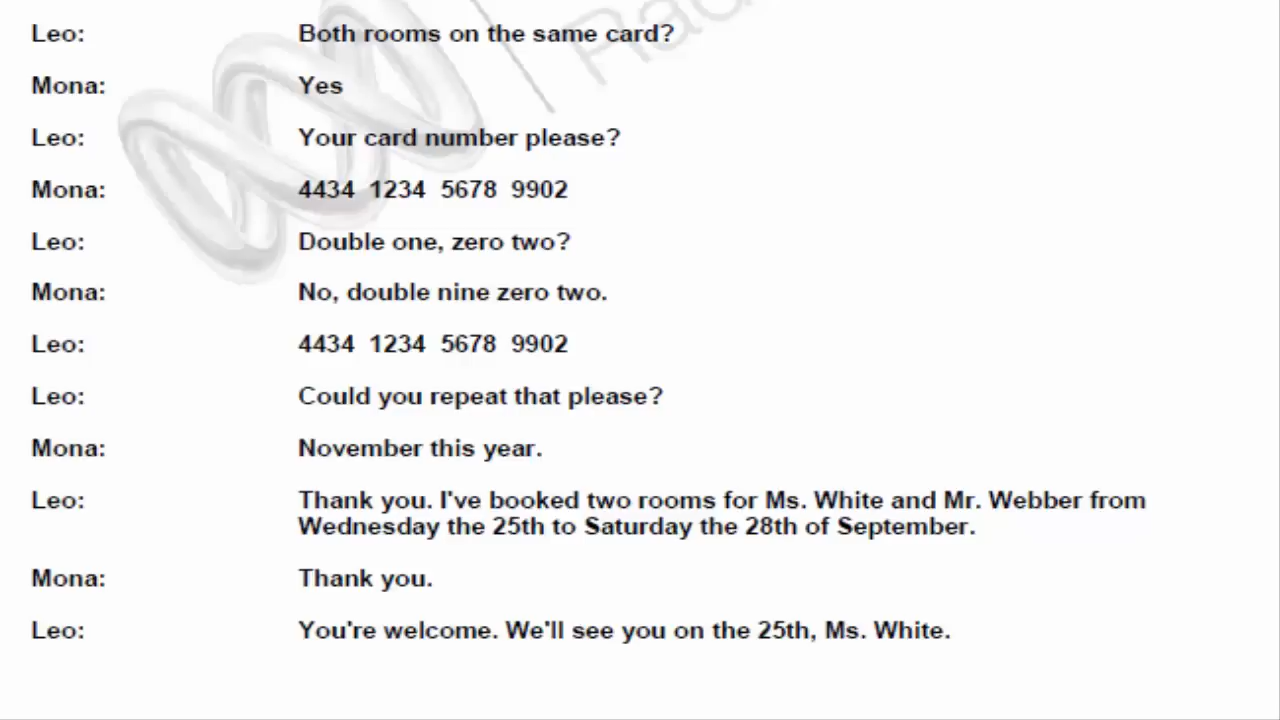 Leo: Both rooms on the same card?
Mona: Yes
Leo: Your card number please?
Mona: 4434 1234 5678 9902
Leo: Double one, zero two?
Mona: No, double nine zero two.
Leo: 4434 1234 5678 9902
Leo: Could you repeat that please?
Mona: November this year.
Leo: Thank you. I've booked two rooms for Ms. White and Mr. Webber from
Wednesday the 25th to Saturday the 28th of September.
Mona: Thank you.
Leo: You're welcome. We'll see you on the 25th, Ms. White.